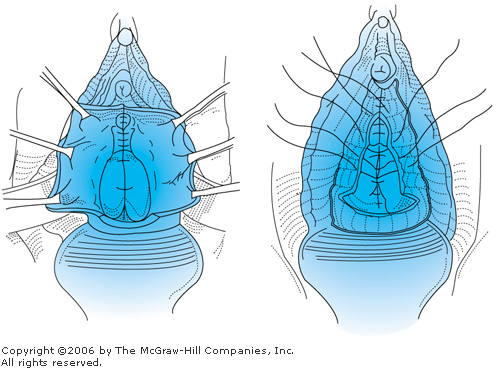 Copyright ©2006 by The McGraw-Hill Companies, Inc.
All rights reserved.